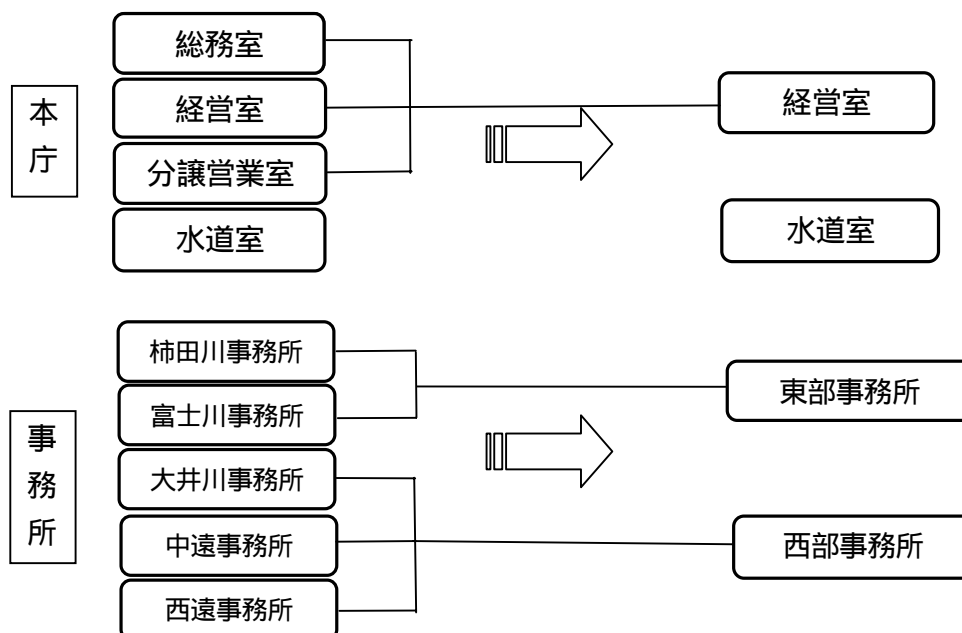 本庁
総務室
経営室
分譲営業室
水道室
経営室
水道室
事務所
柿田川事務所
富士川事務所
大井川事務所
中遠事務所
西遠事務所
東部事務所
西部事務所